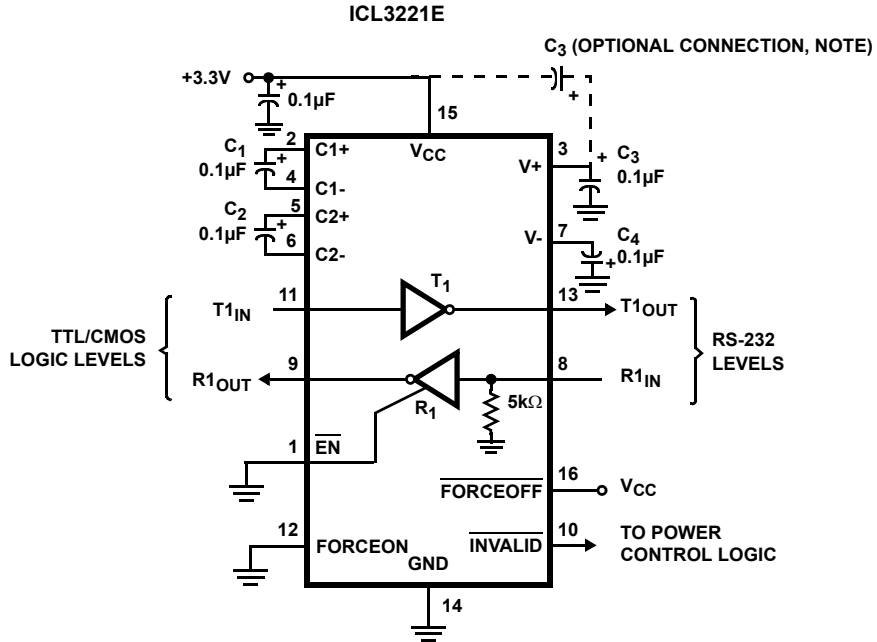 ICL3221E
C3 (OPTIONAL CONNECTION, NOTE)
+3.3V
+
0.1µF
+
15
2
C1+
VCC
3
V+
+
C3
0.1µF
C1
0.1µF
+
4
C1-
5
C2+
C2
0.1µF
+
6
C2-
7
V-
C4
0.1µF
+
T1
11
13
T1IN
T1OUT
TTL/CMOS
LOGIC LEVELS
RS-232
LEVELS
9
8
R1OUT
R1IN
R1
5kΩ
1
EN
16
FORCEOFF
VCC
12
FORCEON
10
INVALID
TO POWER
CONTROL LOGIC
GND
14